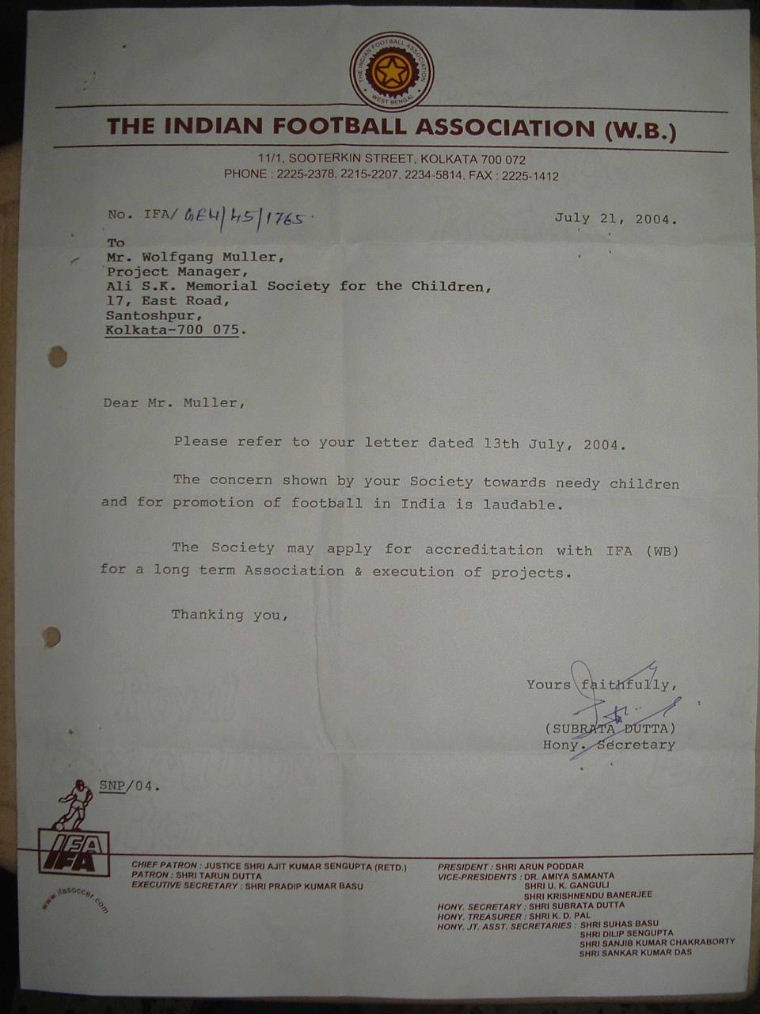 THE INDIAN FOOTBALL ASSOCIATION
WEST BENGAL
THE INDIAN FOOTBALL ASSOCIATION (W.B.)
11/1, SOOTERKIN STREET, KOLKATA 700 072
PHONE : 2225-2378, 2215-2207, 2234-5814, FAX : 2225-1412
No. IFA/GEN/45/1765.
July 21, 2004.
To
Mr. Wolfgang Muller,
Project Manager,
Ali S.K. Memorial Society for the Children,
17, East Road,
Santoshpur,
Kolkata-700 075.
Dear Mr. Muller,
Please refer to your letter dated 13th July, 2004.
The concern shown by your Society towards needy children
and for promotion of football in India is laudable.
The Society may apply for accreditation with IFA (WB)
for a long term Association & execution of projects.
Thanking you,
Yours faithfully,
(SUBRATA DUTTA)
Hony. Secretary
SNP/04.
IFA
www.ifasoccer.com
CHIEF PATRON : JUSTICE SHRI AJIT KUMAR SENGUPTA (RETD.)
PATRON : SHRI TARUN DUTTA
EXECUTIVE SECRETARY : SHRI PRADIP KUMAR BASU
PRESIDENT : SHRI ARUN PODDAR
VICE-PRESIDENTS : DR. AMIYA SAMANTA
SHRI U. K. GANGULI
SHRI KRISHNENDU BANERJEE
HONY. SECRETARY : SHRI SUBRATA DUTTA
HONY. TREASURER : SHRI K. D. PAL
HONY. JT. ASST. SECRETARIES : SHRI SUHAS BASU
SHRI DILIP SENGUPTA
SHRI SANJIB KUMAR CHAKRABORTY
SHRI SANKAR KUMAR DAS